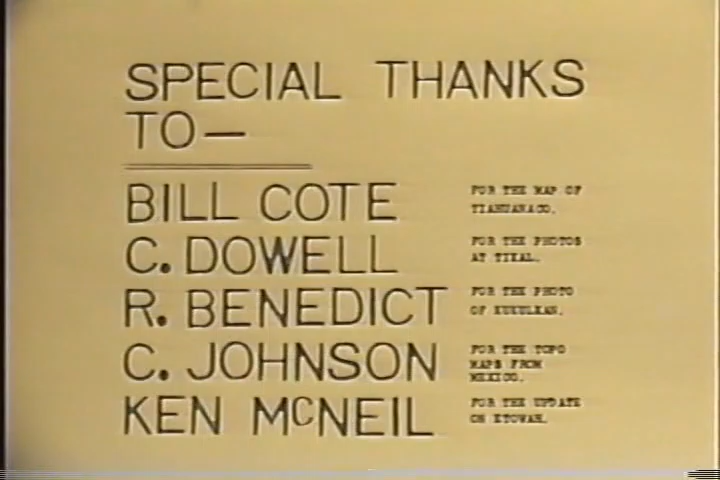 SPECIAL THANKS
TO—
BILL COTE
FOR THE MAP OF
TIAHUANACO.
C. DOWELL
FOR THE PHOTOS
AT TIKAL.
R. BENEDICT
FOR THE PHOTO
OF KUKULKAN.
C. JOHNSON
FOR THE TOPO
MAPS FROM
MEXICO.
KEN McNEIL
FOR THE UPDATE
ON ETOWAH.